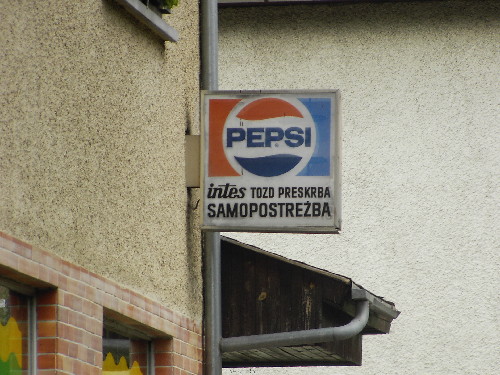 PEPSI
intes TOZD PRESKRBA
SAMOPOSTREŽBA